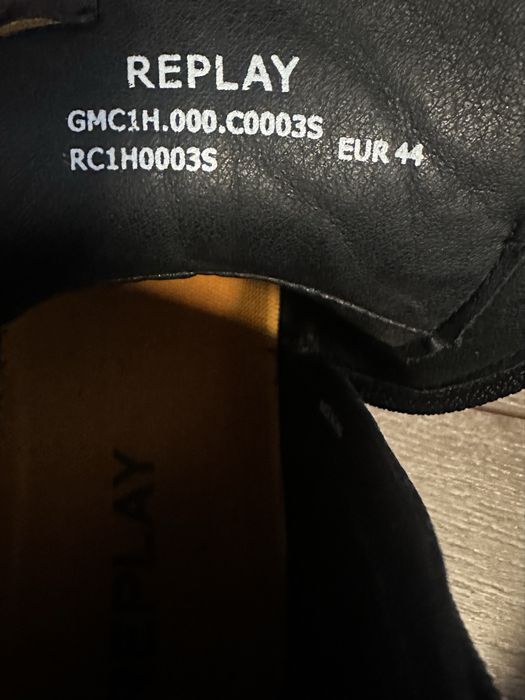 REPLAY
GMC1H.000.C0003S
RC1H0003S
EUR 44
REPLAY